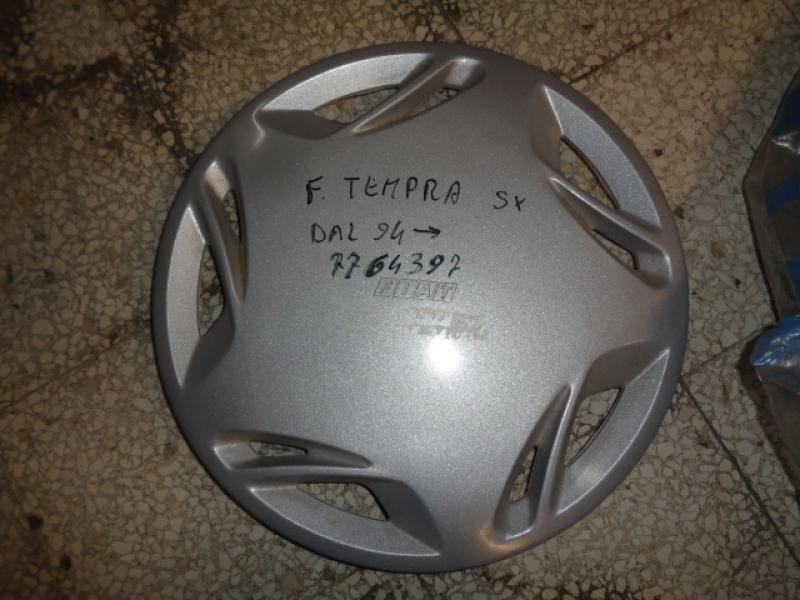 F. TEMPRA SX
DAL 94→
7764397
FIAT